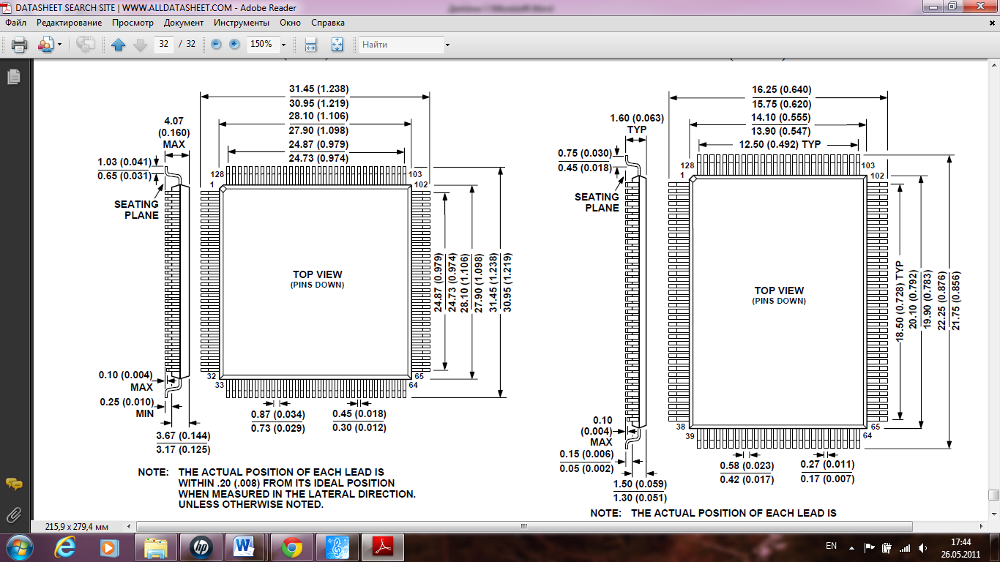 DATASHEET SEARCH SITE | WWW.ALLDATASHEET.COM - Adobe Reader
Файл Редактирование Просмотр Документ Инструменты Окно Справка
32 / 32 150% Найти
31.45 (1.238)
30.95 (1.219)
28.10 (1.106)
27.90 (1.098)
24.87 (0.979)
24.73 (0.974)
4.07
(0.160)
MAX
1.03 (0.041)
0.65 (0.031)
SEATING
PLANE
128
1
103
102
TOP VIEW
(PINS DOWN)
24.87 (0.979)
24.73 (0.974)
28.10 (1.106)
27.90 (1.098)
31.45 (1.238)
30.95 (1.219)
32
33
65
64
0.10 (0.004)
MAX
0.25 (0.010)
MIN
3.67 (0.144)
3.17 (0.125)
0.87 (0.034)
0.73 (0.029)
0.45 (0.018)
0.30 (0.012)
NOTE: THE ACTUAL POSITION OF EACH LEAD IS
WITHIN .20 (.008) FROM ITS IDEAL POSITION
WHEN MEASURED IN THE LATERAL DIRECTION.
UNLESS OTHERWISE NOTED.
16.25 (0.640)
15.75 (0.620)
14.10 (0.555)
13.90 (0.547)
12.50 (0.492) TYP
1.60 (0.063)
TYP
0.75 (0.030)
0.45 (0.018)
SEATING
PLANE
128
1
103
102
TOP VIEW
(PINS DOWN)
18.50 (0.728) TYP
20.10 (0.792)
19.90 (0.783)
22.25 (0.876)
21.75 (0.856)
38
39
65
64
0.10
(0.004)
MAX
0.15 (0.006)
0.05 (0.002)
1.50 (0.059)
1.30 (0.051)
0.58 (0.023)
0.42 (0.017)
0.27 (0.011)
0.17 (0.007)
NOTE: THE ACTUAL POSITION OF EACH LEAD IS
215,9 x 279,4 мм
EN
17:44
26.05.2011